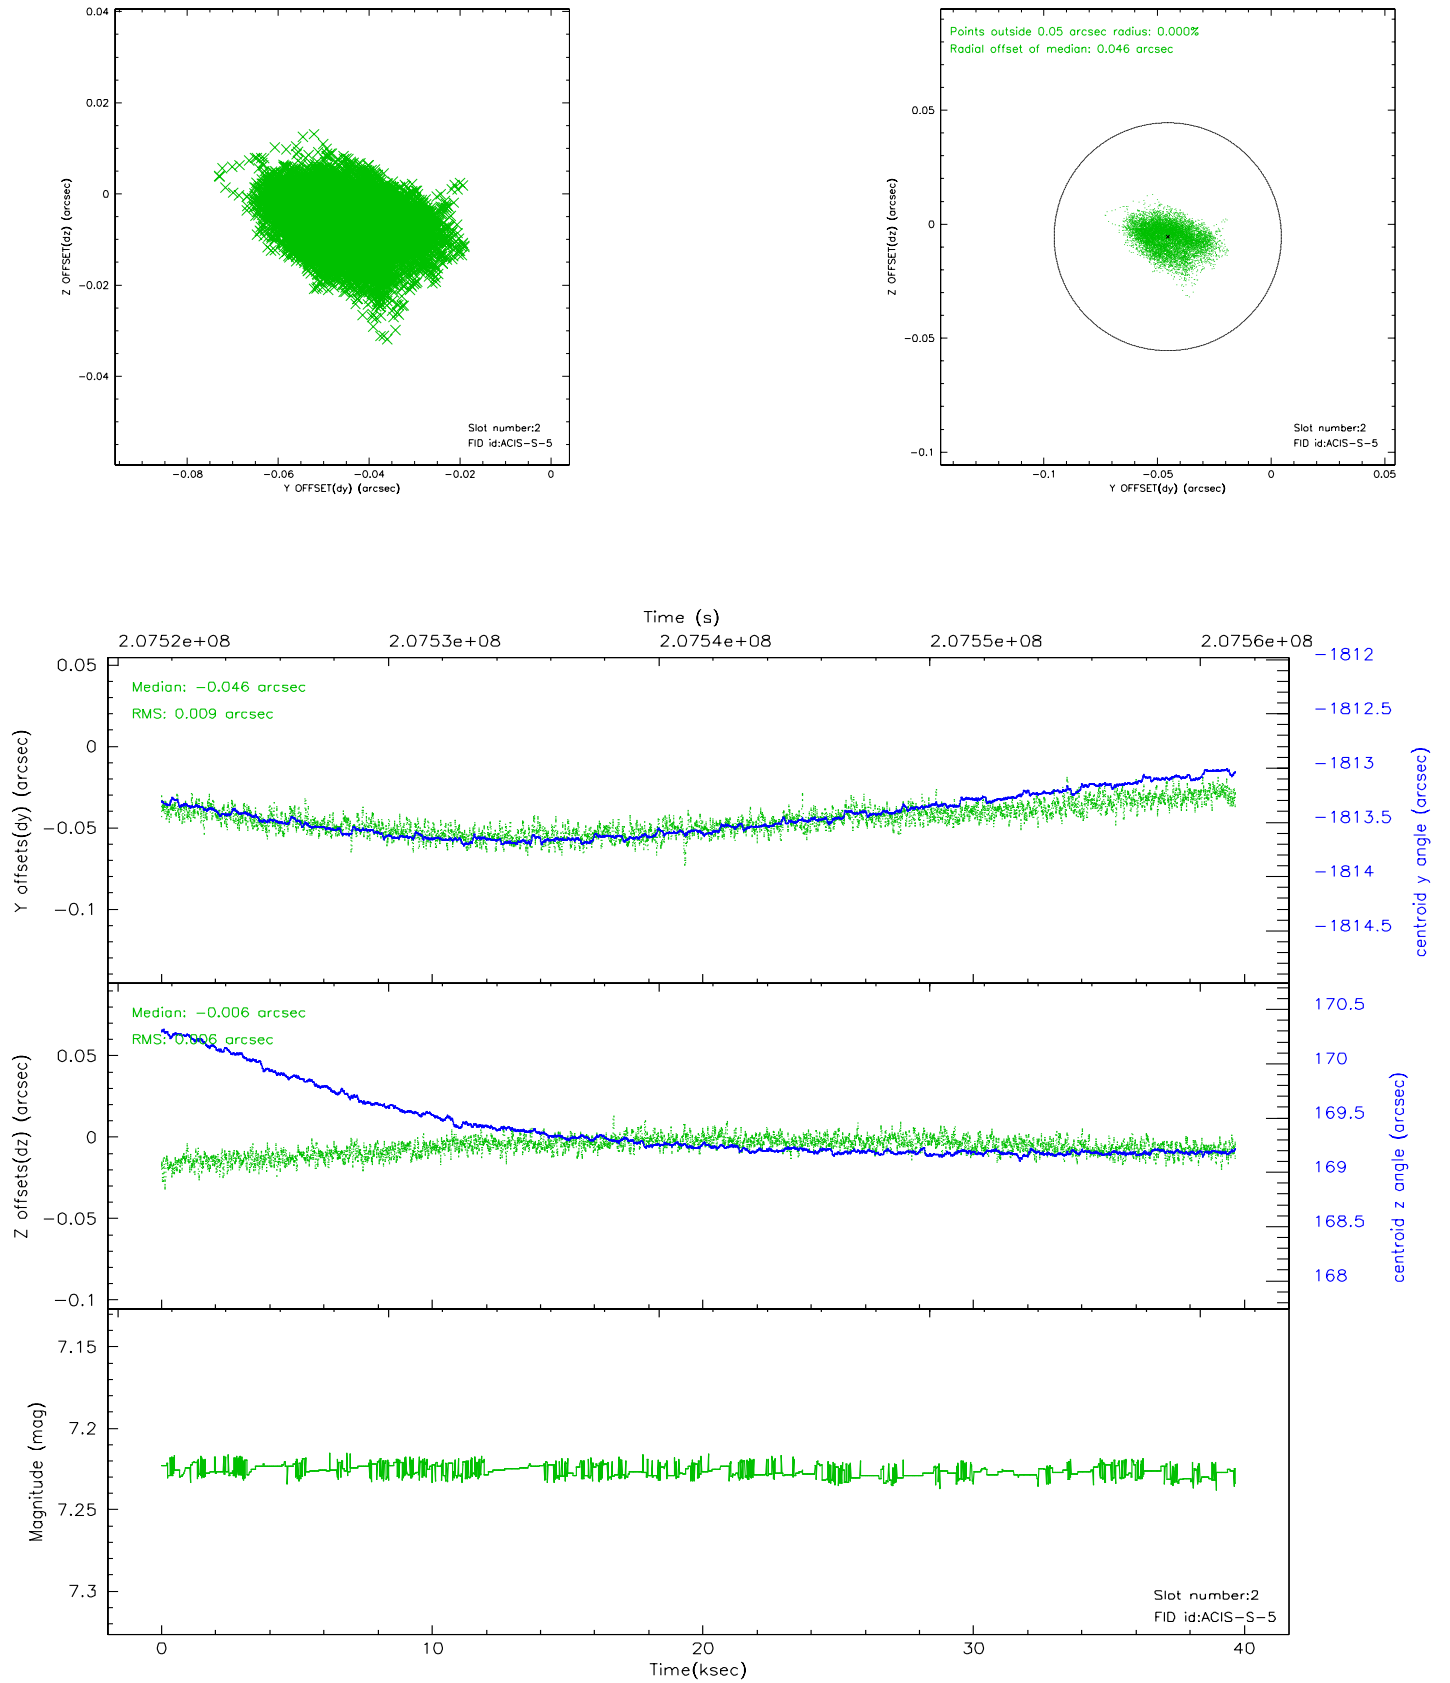 0.04
0.02
0
−0.02
−0.04
Z OFFSET(dz) (arcsec)
Slot number:2
FID id:ACIS−S−5
−0.08 −0.06 −0.04 −0.02 0
Y OFFSET(dy) (arcsec)
Points outside 0.05 arcsec radius: 0.000%
Radial offset of median: 0.046 arcsec
0.05
0
−0.05
−0.1
Z OFFSET(dz) (arcsec)
Slot number:2
FID id:ACIS−S−5
−0.1 −0.05 0 0.05
Y OFFSET(dy) (arcsec)
Time (s)
2.0752e+08 2.0753e+08 2.0754e+08 2.0755e+08 2.0756e+08
0.05
0
−0.05
−0.1
Y offsets(dy) (arcsec)
Median: −0.046 arcsec
RMS: 0.009 arcsec
−1812
−1812.5
−1813
−1813.5
−1814
−1814.5
centroid y angle (arcsec)
Median: −0.006 arcsec
RMS: 0.006 arcsec
0.05
0
−0.05
−0.1
Z offsets(dz) (arcsec)
170.5
170
169.5
169
168.5
168
centroid z angle (arcsec)
7.15
7.2
7.25
7.3
Magnitude (mag)
Slot number:2
FID id:ACIS−S−5
0 10 20 30 40
Time(ksec)